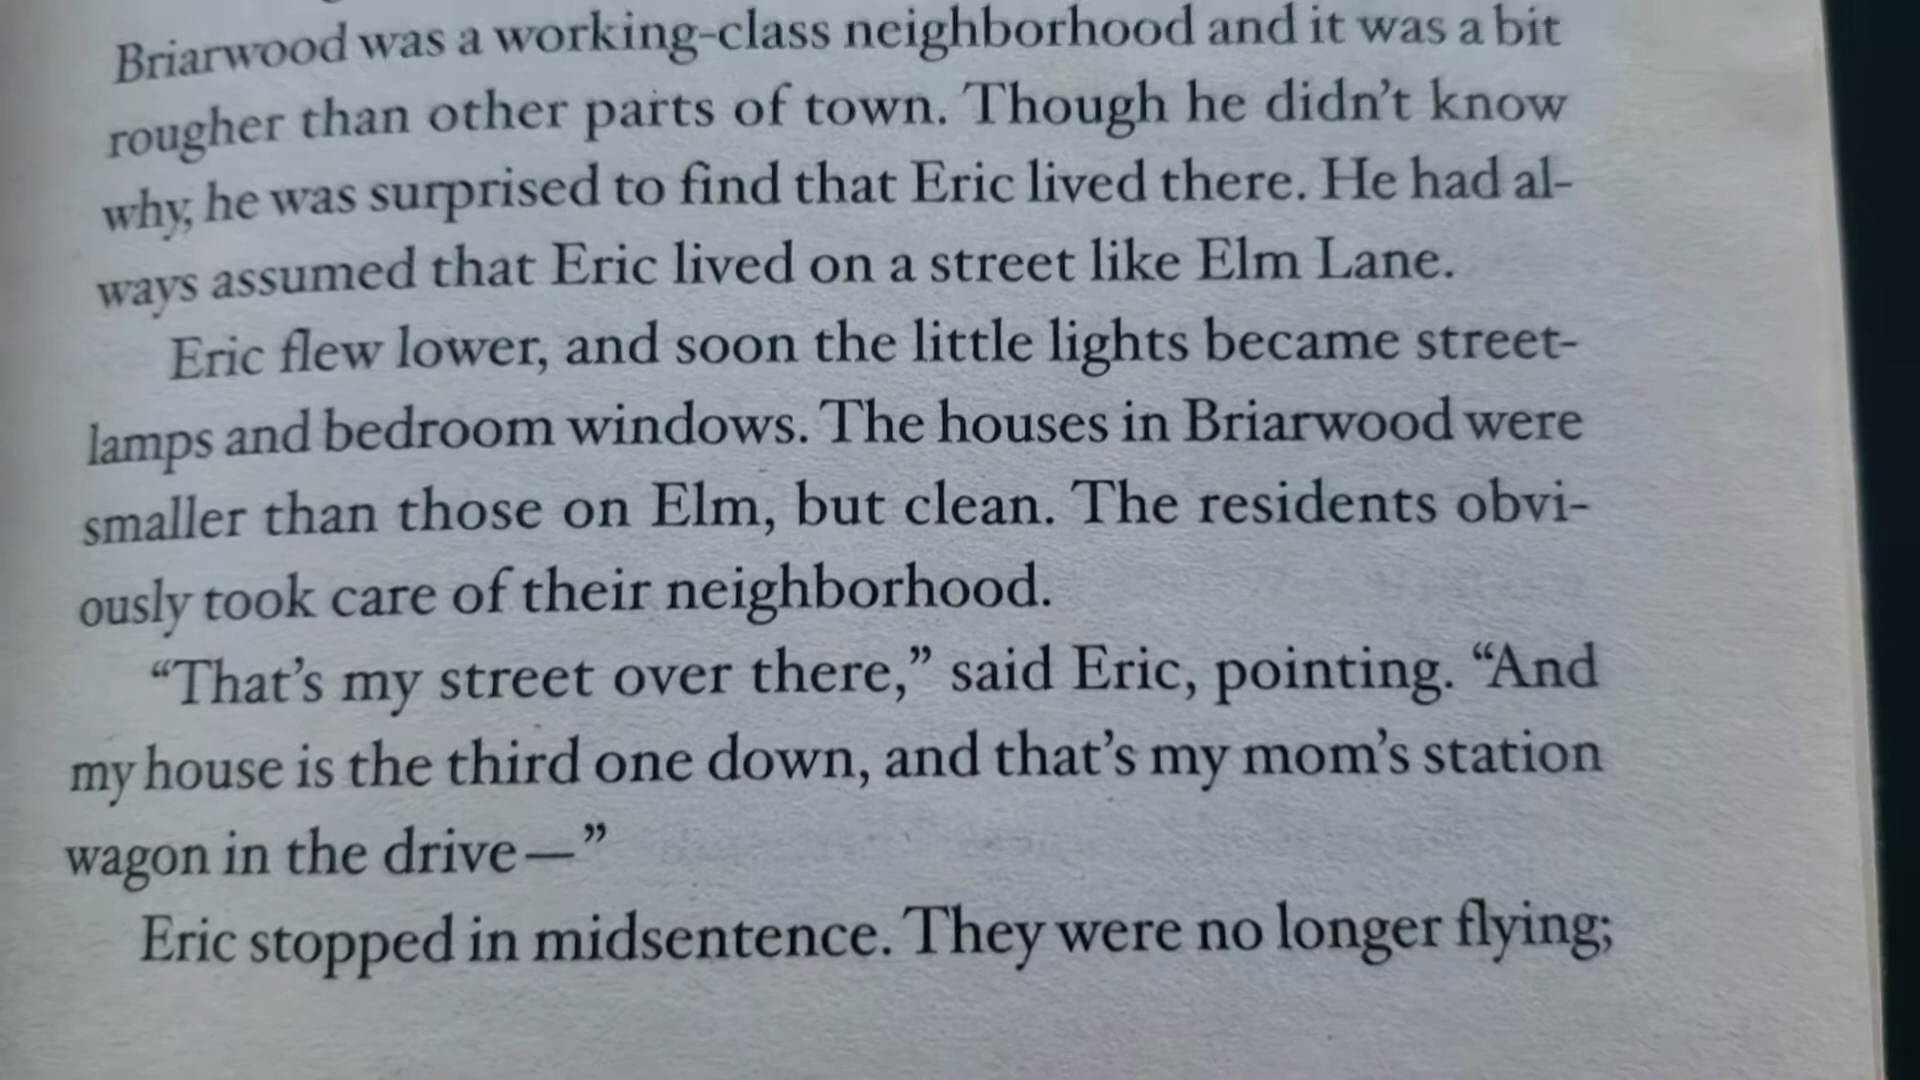 Briarwood was a working-class neighborhood and it was a bit
rougher than other parts of town. Though he didn’t know
why, he was surprised to find that Eric lived there. He had al-
ways assumed that Eric lived on a street like Elm Lane.
Eric flew lower, and soon the little lights became street-
lamps and bedroom windows. The houses in Briarwood were
smaller than those on Elm, but clean. The residents obvi-
ously took care of their neighborhood.
“That’s my street over there,” said Eric, pointing. “And
my house is the third one down, and that’s my mom’s station
wagon in the drive—”
Eric stopped in midsentence. They were no longer flying;